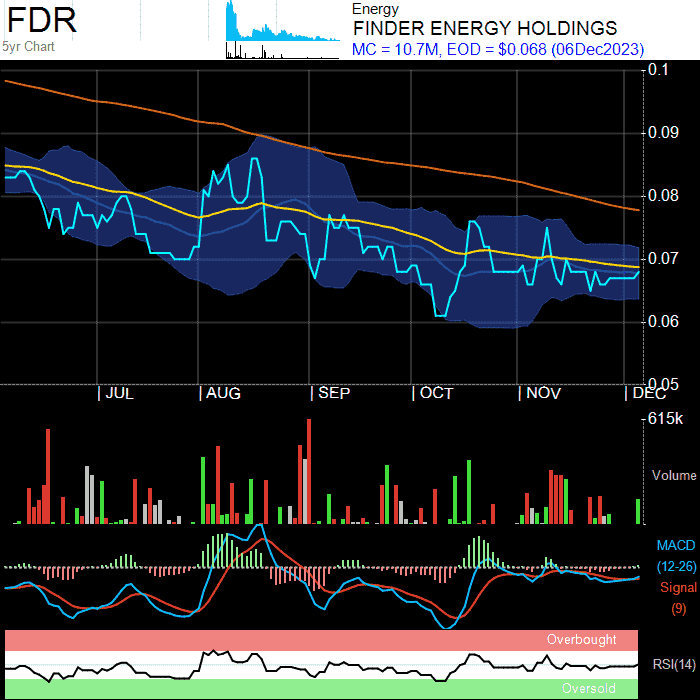 FDR
5yr Chart
Energy
FINDER ENERGY HOLDINGS
MC = 10.7M, EOD = $0.068 (06Dec2023)
0.1
0.09
0.08
0.07
0.06
0.05
| JUL | AUG | SEP | OCT | NOV | DEC
615k
Volume
MACD
(12-26)
Signal
(9)
Overbought
RSI(14)
Oversold